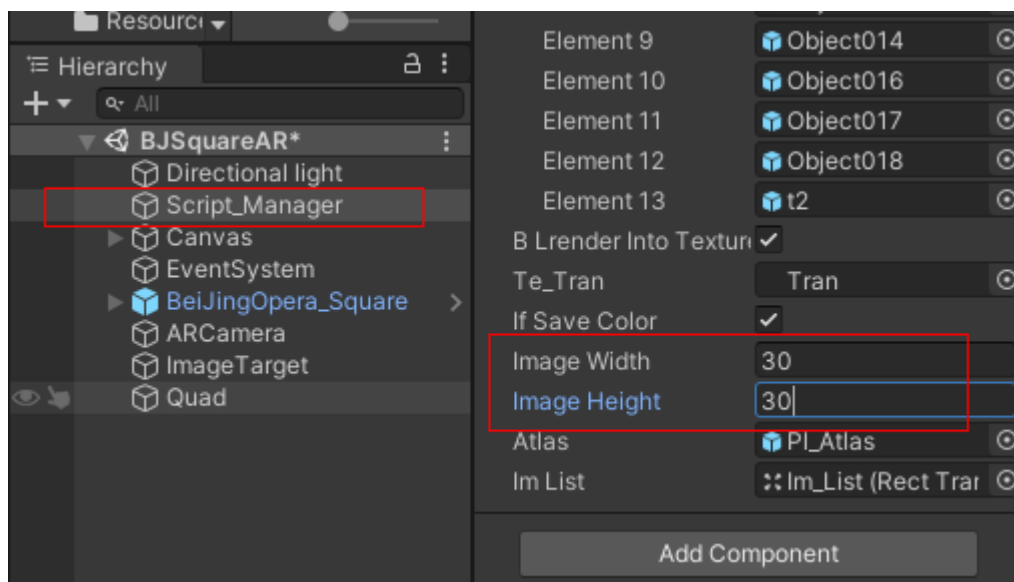 Resource
Hierarchy
All
BJSquareAR*
Directional light
Script_Manager
Canvas
EventSystem
BeiJingOpera_Square
ARCamera
ImageTarget
Quad
Element 9 Object014
Element 10 Object016
Element 11 Object017
Element 12 Object018
Element 13 t2
B Lrender Into Texture
Te_Tran Tran
If Save Color
Image Width 30
Image Height 30
Atlas Pl_Atlas
Im List Im_List (Rect Trar
Add Component